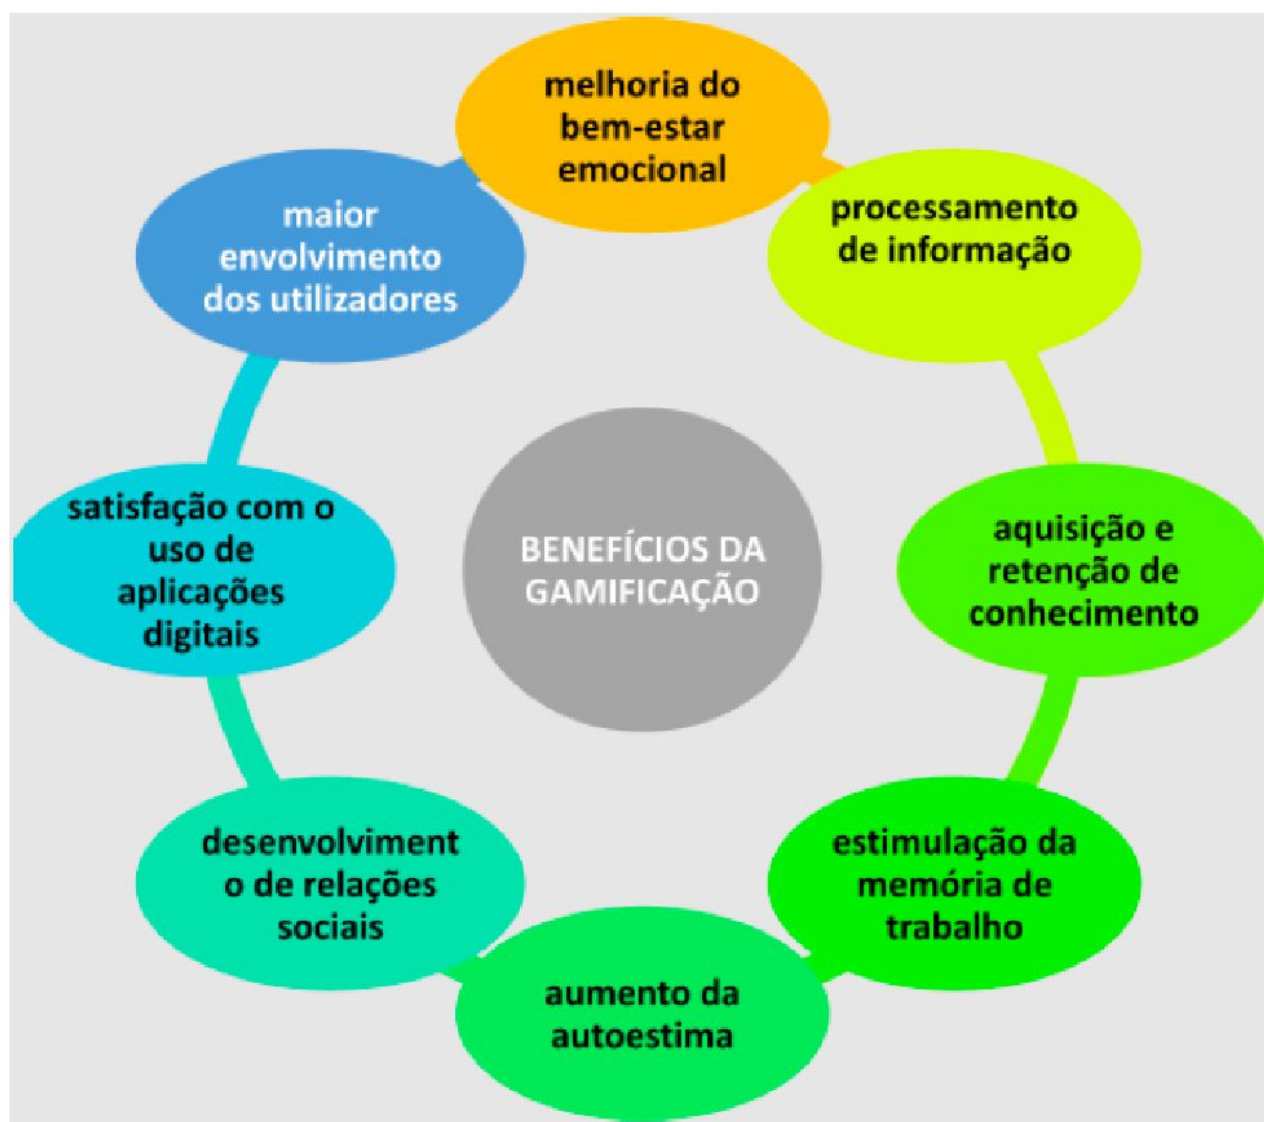 melhoria do
bem-estar
emocional
processamento
de informação
aquisição e
retenção de
conhecimento
estimulação da
memória de
trabalho
aumento da
autoestima
desenvolviment
o de relações
sociais
satisfação com o
uso de
aplicações
digitais
maior
envolvimento
dos utilizadores
BENEFÍCIOS DA
GAMIFICAÇÃO